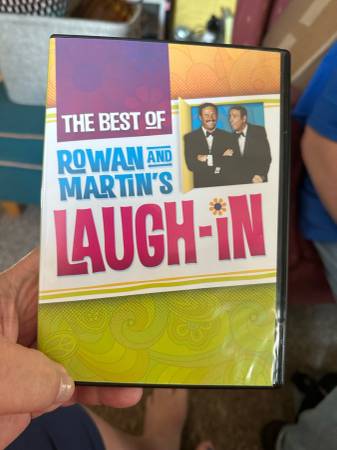 THE BEST OF
ROWAN AND
MARTIN'S
LAUGH-IN